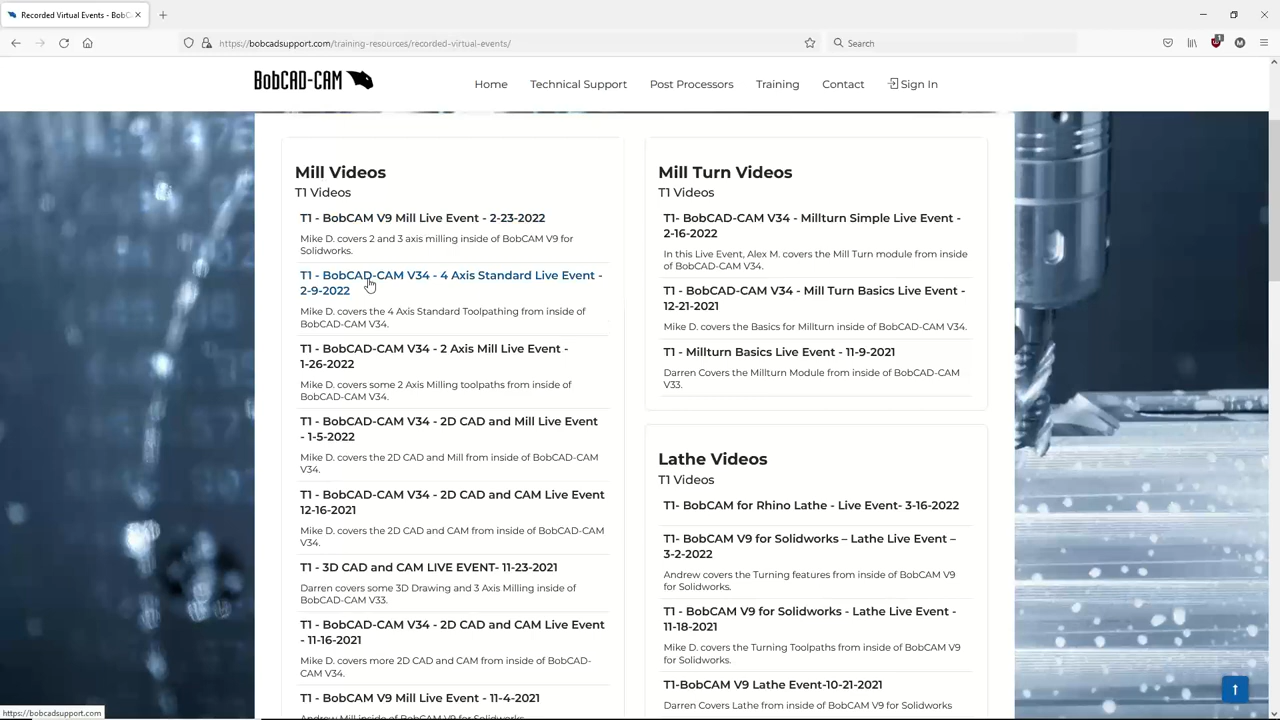 Recorded Virtual Events - BobC
https://bobcadsupport.com/training-resources/recorded-virtual-events/
Search
1
M
BobCAD-CAM
Home
Technical Support
Post Processors
Training
Contact
Sign In
Mill Videos
T1 Videos
T1 - BobCAM V9 Mill Live Event - 2-23-2022
Mike D. covers 2 and 3 axis milling inside of BobCAM V9 for
Solidworks.
T1 - BobCAD-CAM V34 - 4 Axis Standard Live Event -
2-9-2022
Mike D. covers the 4 Axis Standard Toolpathing from inside of
BobCAD-CAM V34.
T1 - BobCAD-CAM V34 - 2 Axis Mill Live Event -
1-26-2022
Mike D. covers some 2 Axis Milling toolpaths from inside of
BobCAD-CAM V34.
T1 - BobCAD-CAM V34 - 2D CAD and Mill Live Event
- 1-5-2022
Mike D. covers the 2D CAD and Mill from inside of BobCAD-CAM
V34.
T1 - BobCAD-CAM V34 - 2D CAD and CAM Live Event
12-16-2021
Mike D. covers the 2D CAD and CAM from inside of BobCAD-CAM
V34.
T1 - 3D CAD and CAM LIVE EVENT- 11-23-2021
Darren covers some 3D Drawing and 3 Axis Milling inside of
BobCAD-CAM V33.
T1 - BobCAD-CAM V34 - 2D CAD and CAM Live Event
- 11-16-2021
Mike D. covers more 2D CAD and CAM from inside of BobCAD-
CAM V34.
T1 - BobCAM V9 Mill Live Event - 11-4-2021
Andrew Mill inside of BobCAM V9 for Solidworks
Mill Turn Videos
T1 Videos
T1- BobCAD-CAM V34 - Millturn Simple Live Event -
2-16-2022
In this Live Event, Alex M. covers the Mill Turn module from inside
of BobCAD-CAM V34.
T1 - BobCAD-CAM V34 - Mill Turn Basics Live Event -
12-21-2021
Mike D. covers the Basics for Millturn inside of BobCAD-CAM V34.
T1 - Millturn Basics Live Event - 11-9-2021
Darren Covers the Millturn Module from inside of BobCAD-CAM
V33.
Lathe Videos
T1 Videos
T1- BobCAM for Rhino Lathe - Live Event- 3-16-2022
T1- BobCAM V9 for Solidworks – Lathe Live Event –
3-2-2022
Andrew covers the Turning features from inside of BobCAM V9
for Solidworks.
T1 - BobCAM V9 for Solidworks - Lathe Live Event -
11-18-2021
Mike D. covers the Turning Toolpaths from inside of BobCAM V9
for Solidworks.
T1-BobCAM V9 Lathe Event-10-21-2021
Darren Covers Lathe from inside of BobCAM V9 for Solidworks
https://bobcadsupport.com